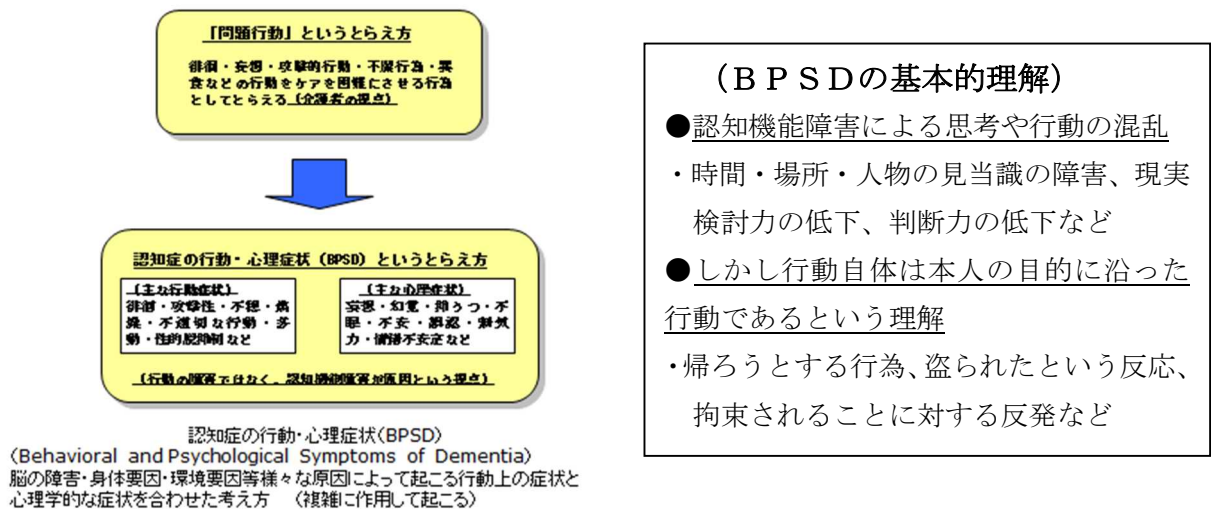 「問題行動」というとらえ方
徘徊・妄想・攻撃的行動・不潔行為・異
食などの行動をケアを困難にさせる行為
としてとらえる（介護者の視点）
認知症の行動・心理症状（BPSD）というとらえ方
（主な行動症状）
徘徊・攻撃性・不穏・焦
燥・不適切な行動・多
動・性的脱抑制など
（主な心理症状）
妄想・幻覚・抑うつ・不
眠・不安・誤認・無気
力・情緒不安定など
（行動の障害ではなく、認知機能障害が原因という視点）
認知症の行動・心理症状（BPSD）
（Behavioral and Psychological Symptoms of Dementia）
脳の障害・身体要因・環境要因等様々な原因によって起こる行動上の症状と
心理学的な症状を合わせた考え方　（複雑に作用して起こる）
（ＢＰＳＤの基本的理解）
●認知機能障害による思考や行動の混乱
・時間・場所・人物の見当識の障害、現実
検討力の低下、判断力の低下など
●しかし行動自体は本人の目的に沿った
行動であるという理解
・帰ろうとする行為、盗られたという反応、
拘束されることに対する反発など